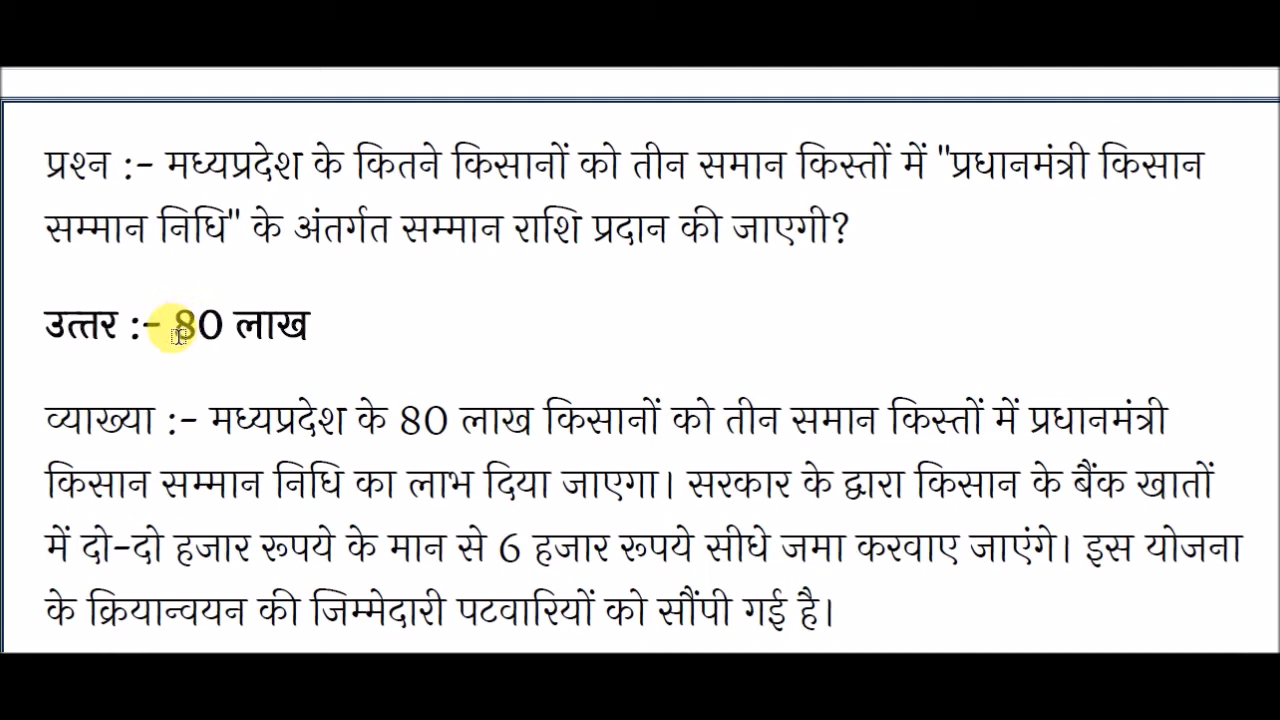 प्रश्न :- मध्यप्रदेश के कितने किसानों को तीन समान किस्तों में "प्रधानमंत्री किसान
सम्मान निधि" के अंतर्गत सम्मान राशि प्रदान की जाएगी?
उत्तर :- 80 लाख
व्याख्या :- मध्यप्रदेश के 80 लाख किसानों को तीन समान किस्तों में प्रधानमंत्री
किसान सम्मान निधि का लाभ दिया जाएगा। सरकार के द्वारा किसान के बैंक खातों
में दो-दो हजार रूपये के मान से 6 हजार रूपये सीधे जमा करवाए जाएंगे। इस योजना
के क्रियान्वयन की जिम्मेदारी पटवारियों को सौंपी गई है।